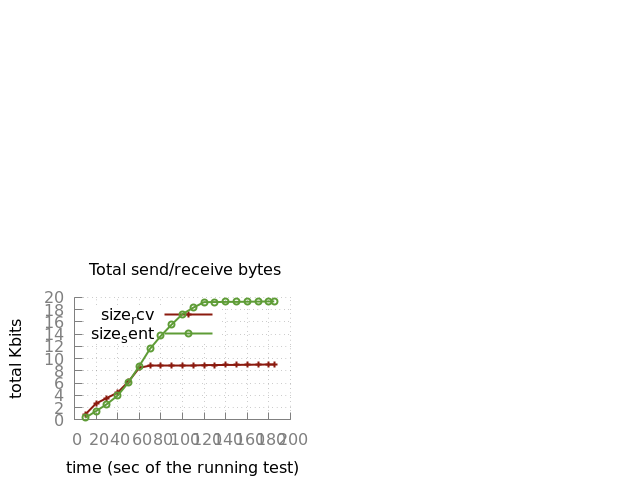 Total send/receive bytes
total Kbits
20
18
16
14
12
10
8
6
4
2
0
size_rcv
size_sent
0 20 40 60 80 100 120 140 160 180 200
time (sec of the running test)